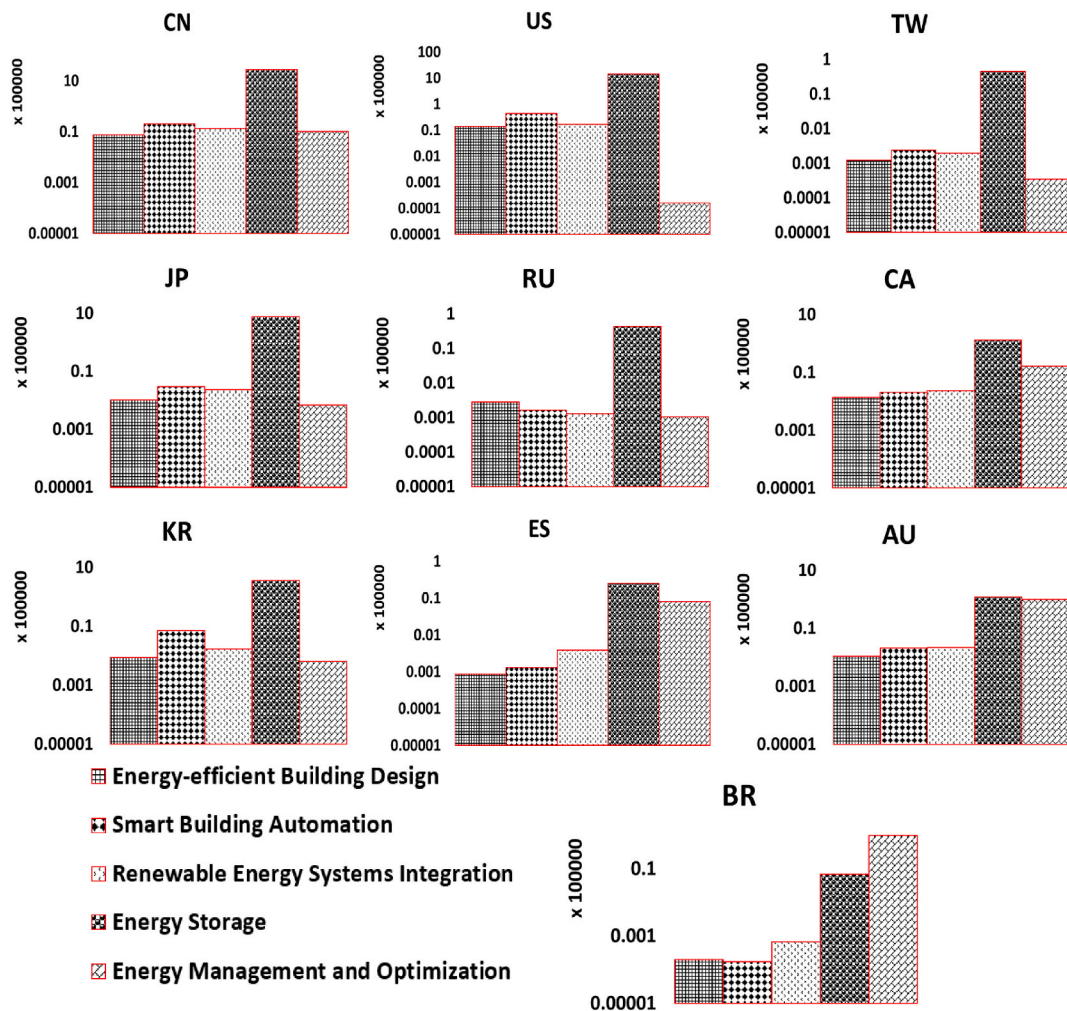 CN
x 100000
10
0.1
0.001
0.00001
US
x 100000
100
10
1
0.1
0.01
0.001
0.0001
0.00001
TW
x 100000
1
0.1
0.01
0.001
0.0001
0.00001
JP
x 100000
10
0.1
0.001
0.00001
RU
x 100000
1
0.1
0.01
0.001
0.0001
0.00001
CA
x 100000
10
0.1
0.001
0.00001
KR
x 100000
10
0.1
0.001
0.00001
ES
x 100000
1
0.1
0.01
0.001
0.0001
0.00001
AU
x 100000
10
0.1
0.001
0.00001
Energy-efficient Building Design
Smart Building Automation
Renewable Energy Systems Integration
Energy Storage
Energy Management and Optimization
BR
x 100000
0.1
0.001
0.00001